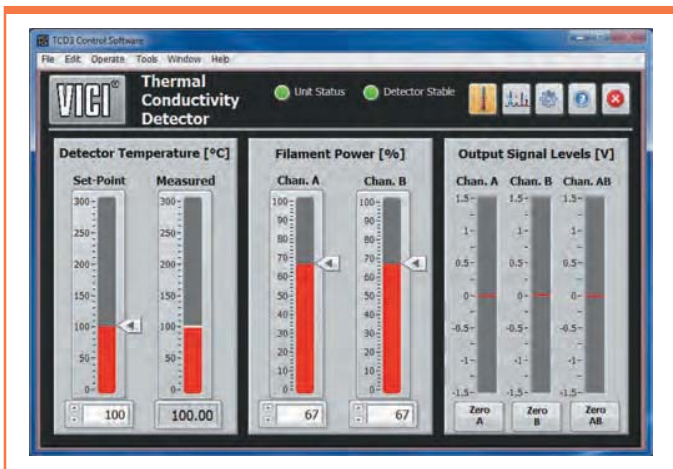 TCD3 Control Software
File Edit Operate Tools Window Help
VICI®
Thermal
Conductivity
Detector
Unit Status
Detector Stable
Detector Temperature [°C]
Set-Point Measured
300- 300-
250- 250-
200- 200-
150- 150-
100- 100-
50- 50-
0- 0-
100 100.00
Filament Power [%]
Chan. A Chan. B
100- 100-
90- 90-
80- 80-
70- 70-
60- 60-
50- 50-
40- 40-
30- 30-
20- 20-
10- 10-
0- 0-
67 67
Output Signal Levels [V]
Chan. A Chan. B Chan. AB
1.5- 1.5- 1.5-
1- 1- 1-
0.5- 0.5- 0.5-
0- 0- 0-
-0.5- -0.5- -0.5-
-1- -1- -1-
-1.5- -1.5- -1.5-
Zero Zero Zero
A B AB